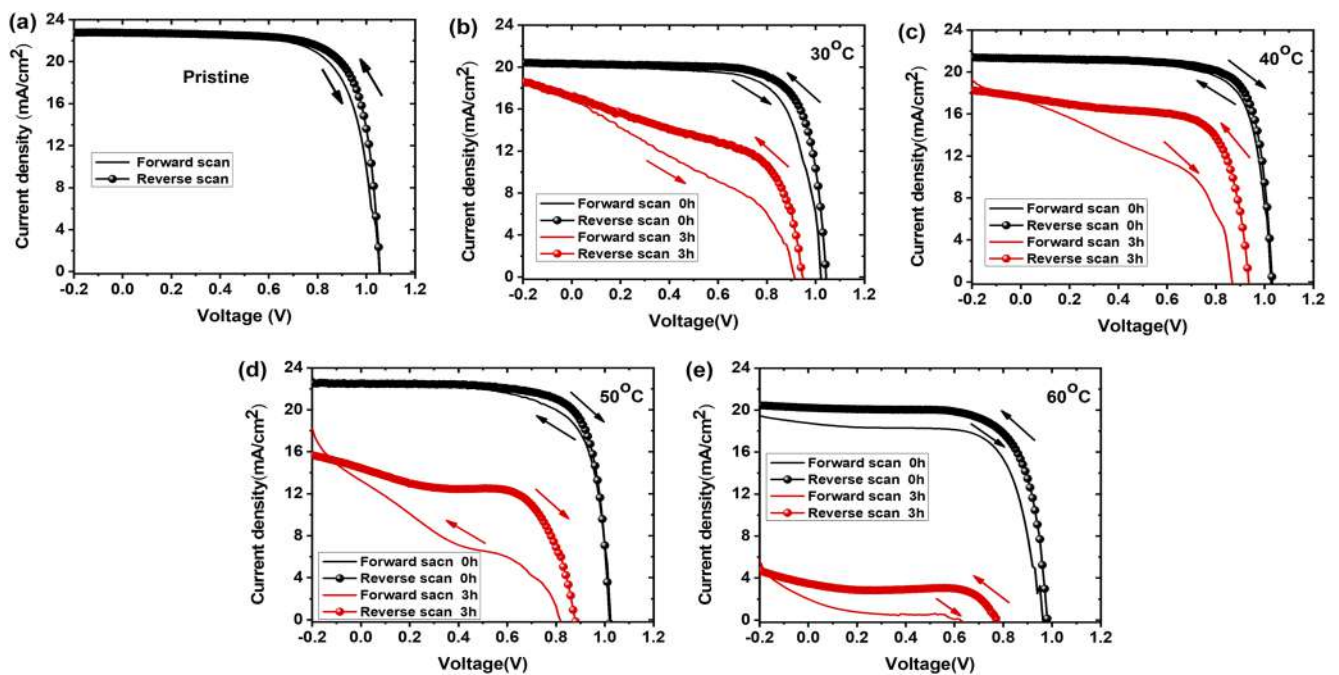 (a)
24
20
16
12
8
4
0
Current density (mA/cm²)
Pristine
Forward scan
Reverse scan
-0.2 0.0 0.2 0.4 0.6 0.8 1.0 1.2
Voltage (V)
(b)
30°C
24
20
16
12
8
4
0
Current density(mA/cm²)
Forward scan 0h
Reverse scan 0h
Forward scan 3h
Reverse scan 3h
-0.2 0.0 0.2 0.4 0.6 0.8 1.0 1.2
Voltage(V)
(c)
40°C
24
20
16
12
8
4
0
Current density(mA/cm²)
Forward scan 0h
Reverse scan 0h
Forward scan 3h
Reverse scan 3h
-0.2 0.0 0.2 0.4 0.6 0.8 1.0 1.2
Voltage(V)
(d)
50°C
24
20
16
12
8
4
0
Current density(mA/cm²)
Forward sacn 0h
Reverse scan 0h
Forward sacn 3h
Reverse scan 3h
-0.2 0.0 0.2 0.4 0.6 0.8 1.0 1.2
Voltage(V)
(e)
60°C
24
20
16
12
8
4
0
Current density(mA/cm²)
Forward scan 0h
Reverse scan 0h
Forward scan 3h
Reverse scan 3h
-0.2 0.0 0.2 0.4 0.6 0.8 1.0 1.2
Voltage(V)